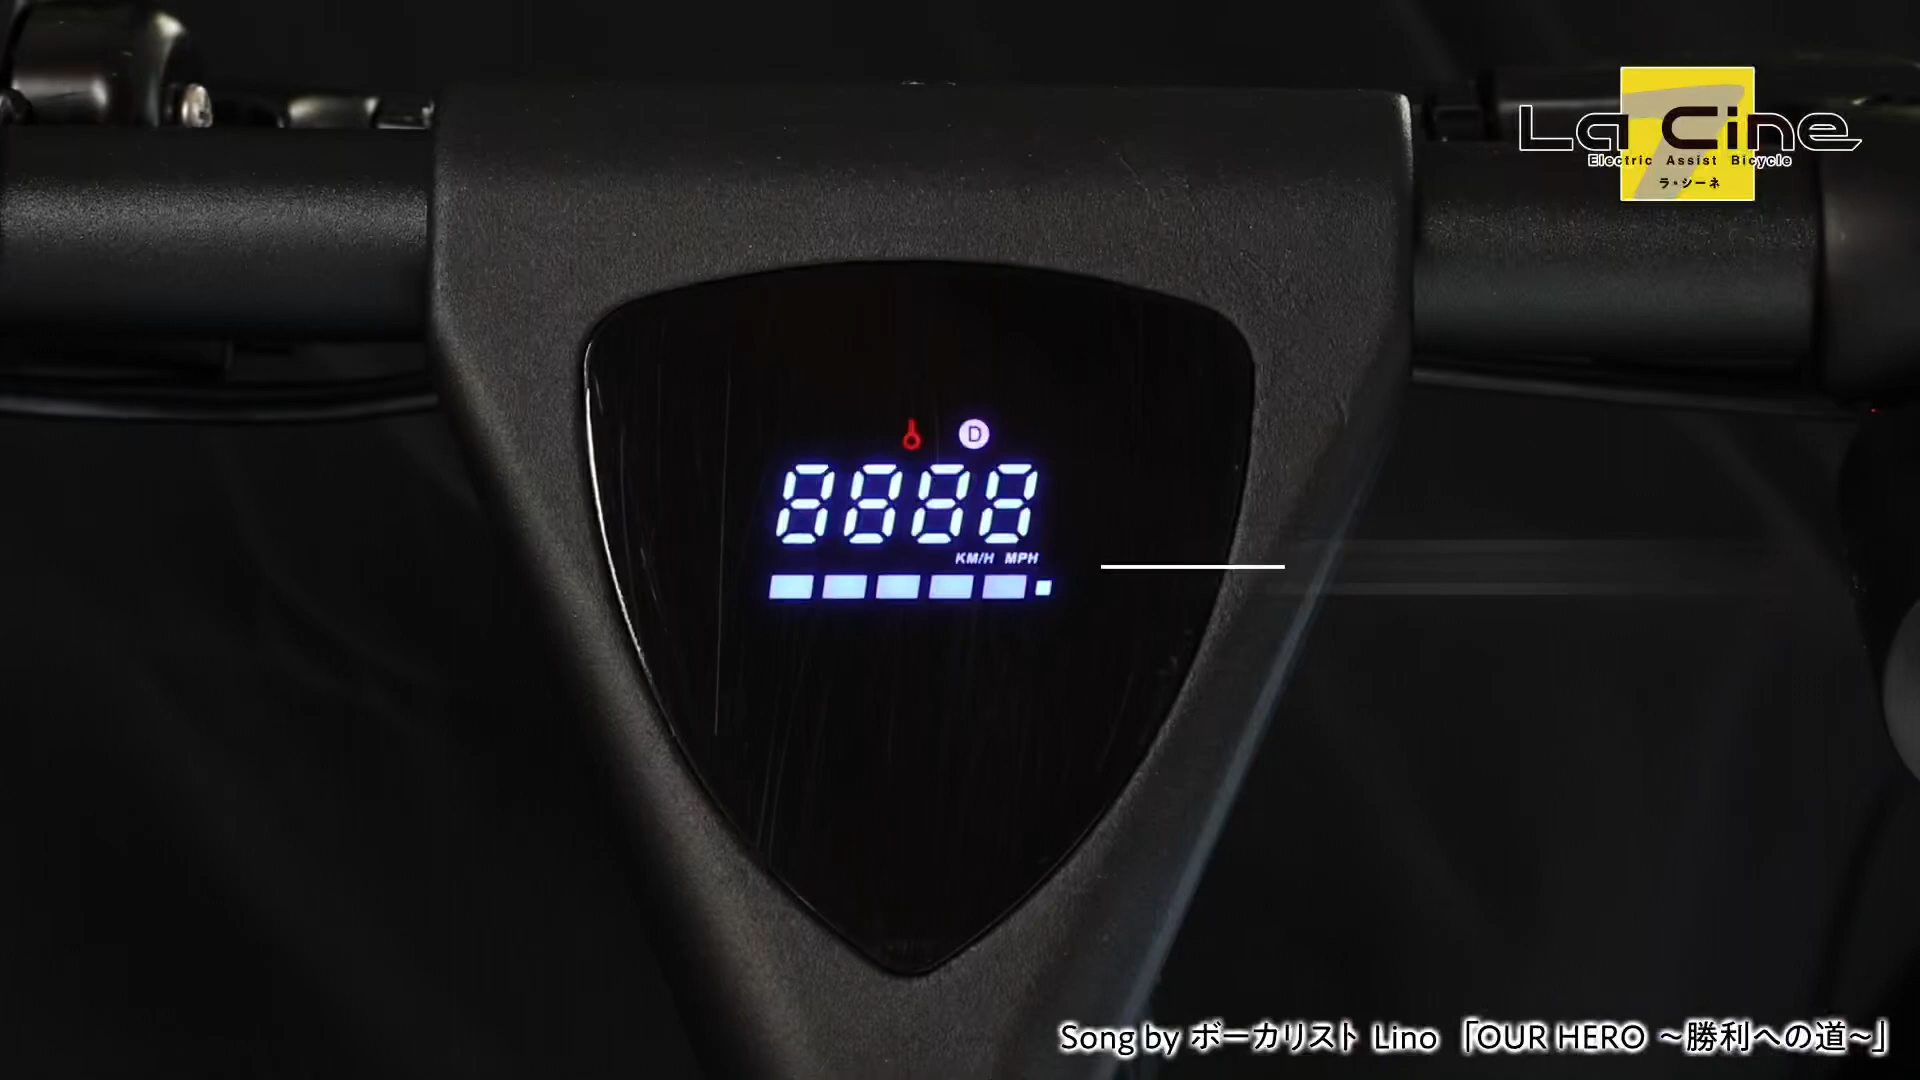 La Cine
Electric Assist Bicycle
ラ・シーネ
D
8888
KM/H MPH
Song by ボーカリスト Lino 「OUR HERO ～勝利への道～」